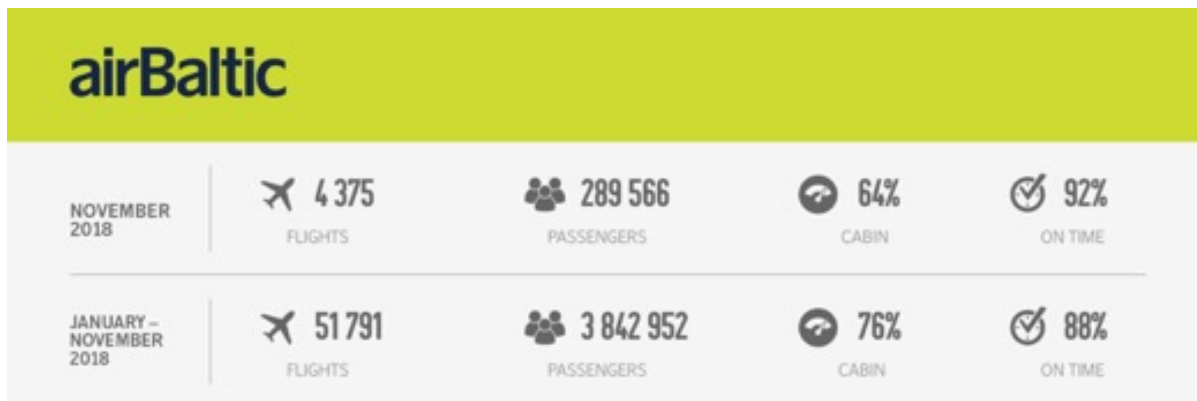 airBaltic
NOVEMBER
2018
4 375
FLIGHTS
289 566
PASSENGERS
64%
CABIN
92%
ON TIME
JANUARY –
NOVEMBER
2018
51 791
FLIGHTS
3 842 952
PASSENGERS
76%
CABIN
88%
ON TIME